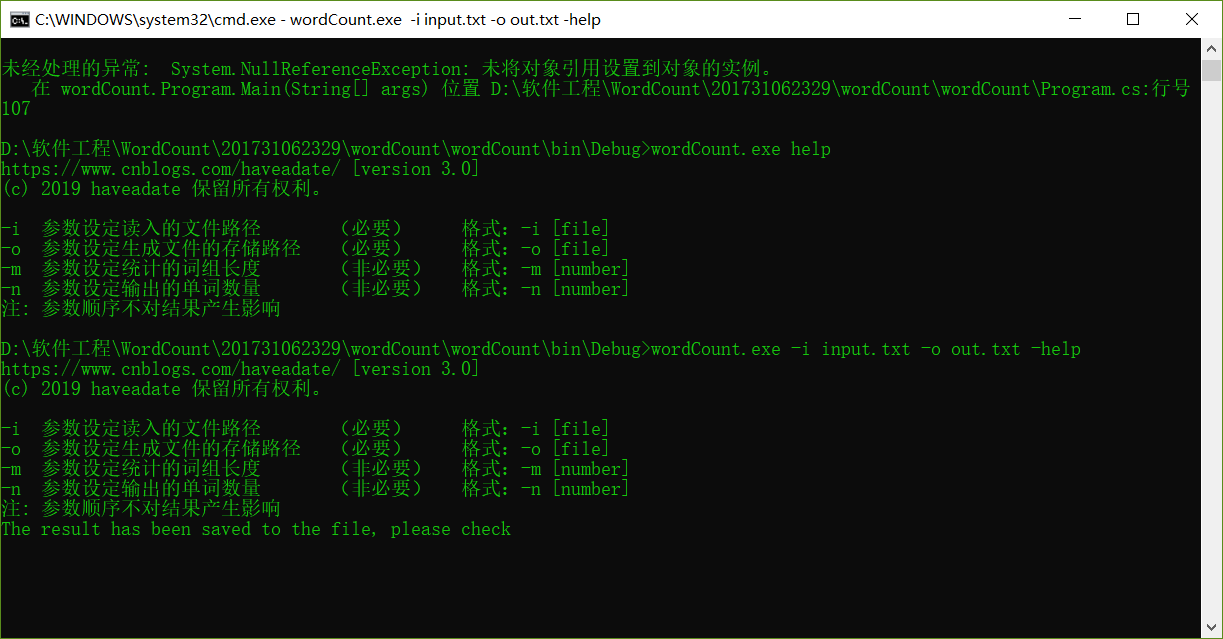 C:\WINDOWS\system32\cmd.exe - wordCount.exe  -i input.txt -o out.txt -help
未经处理的异常:  System.NullReferenceException: 未将对象引用设置到对象的实例。
   在 wordCount.Program.Main(String[] args) 位置 D:\软件工程\WordCount\201731062329\wordCount\wordCount\Program.cs:行号
107
D:\软件工程\WordCount\201731062329\wordCount\wordCount\bin\Debug>wordCount.exe help
https://www.cnblogs.com/haveadate/ [version 3.0]
(c) 2019 haveadate 保留所有权利。
-i  参数设定读入的文件路径        （必要）      格式: -i [file]
-o  参数设定生成文件的存储路径    （必要）      格式: -o [file]
-m  参数设定统计的词组长度        （非必要）    格式: -m [number]
-n  参数设定输出的单词数量        （非必要）    格式: -n [number]
注: 参数顺序不对结果产生影响
D:\软件工程\WordCount\201731062329\wordCount\wordCount\bin\Debug>wordCount.exe -i input.txt -o out.txt -help
https://www.cnblogs.com/haveadate/ [version 3.0]
(c) 2019 haveadate 保留所有权利。
-i  参数设定读入的文件路径        （必要）      格式: -i [file]
-o  参数设定生成文件的存储路径    （必要）      格式: -o [file]
-m  参数设定统计的词组长度        （非必要）    格式: -m [number]
-n  参数设定输出的单词数量        （非必要）    格式: -n [number]
注: 参数顺序不对结果产生影响
The result has been saved to the file, please check